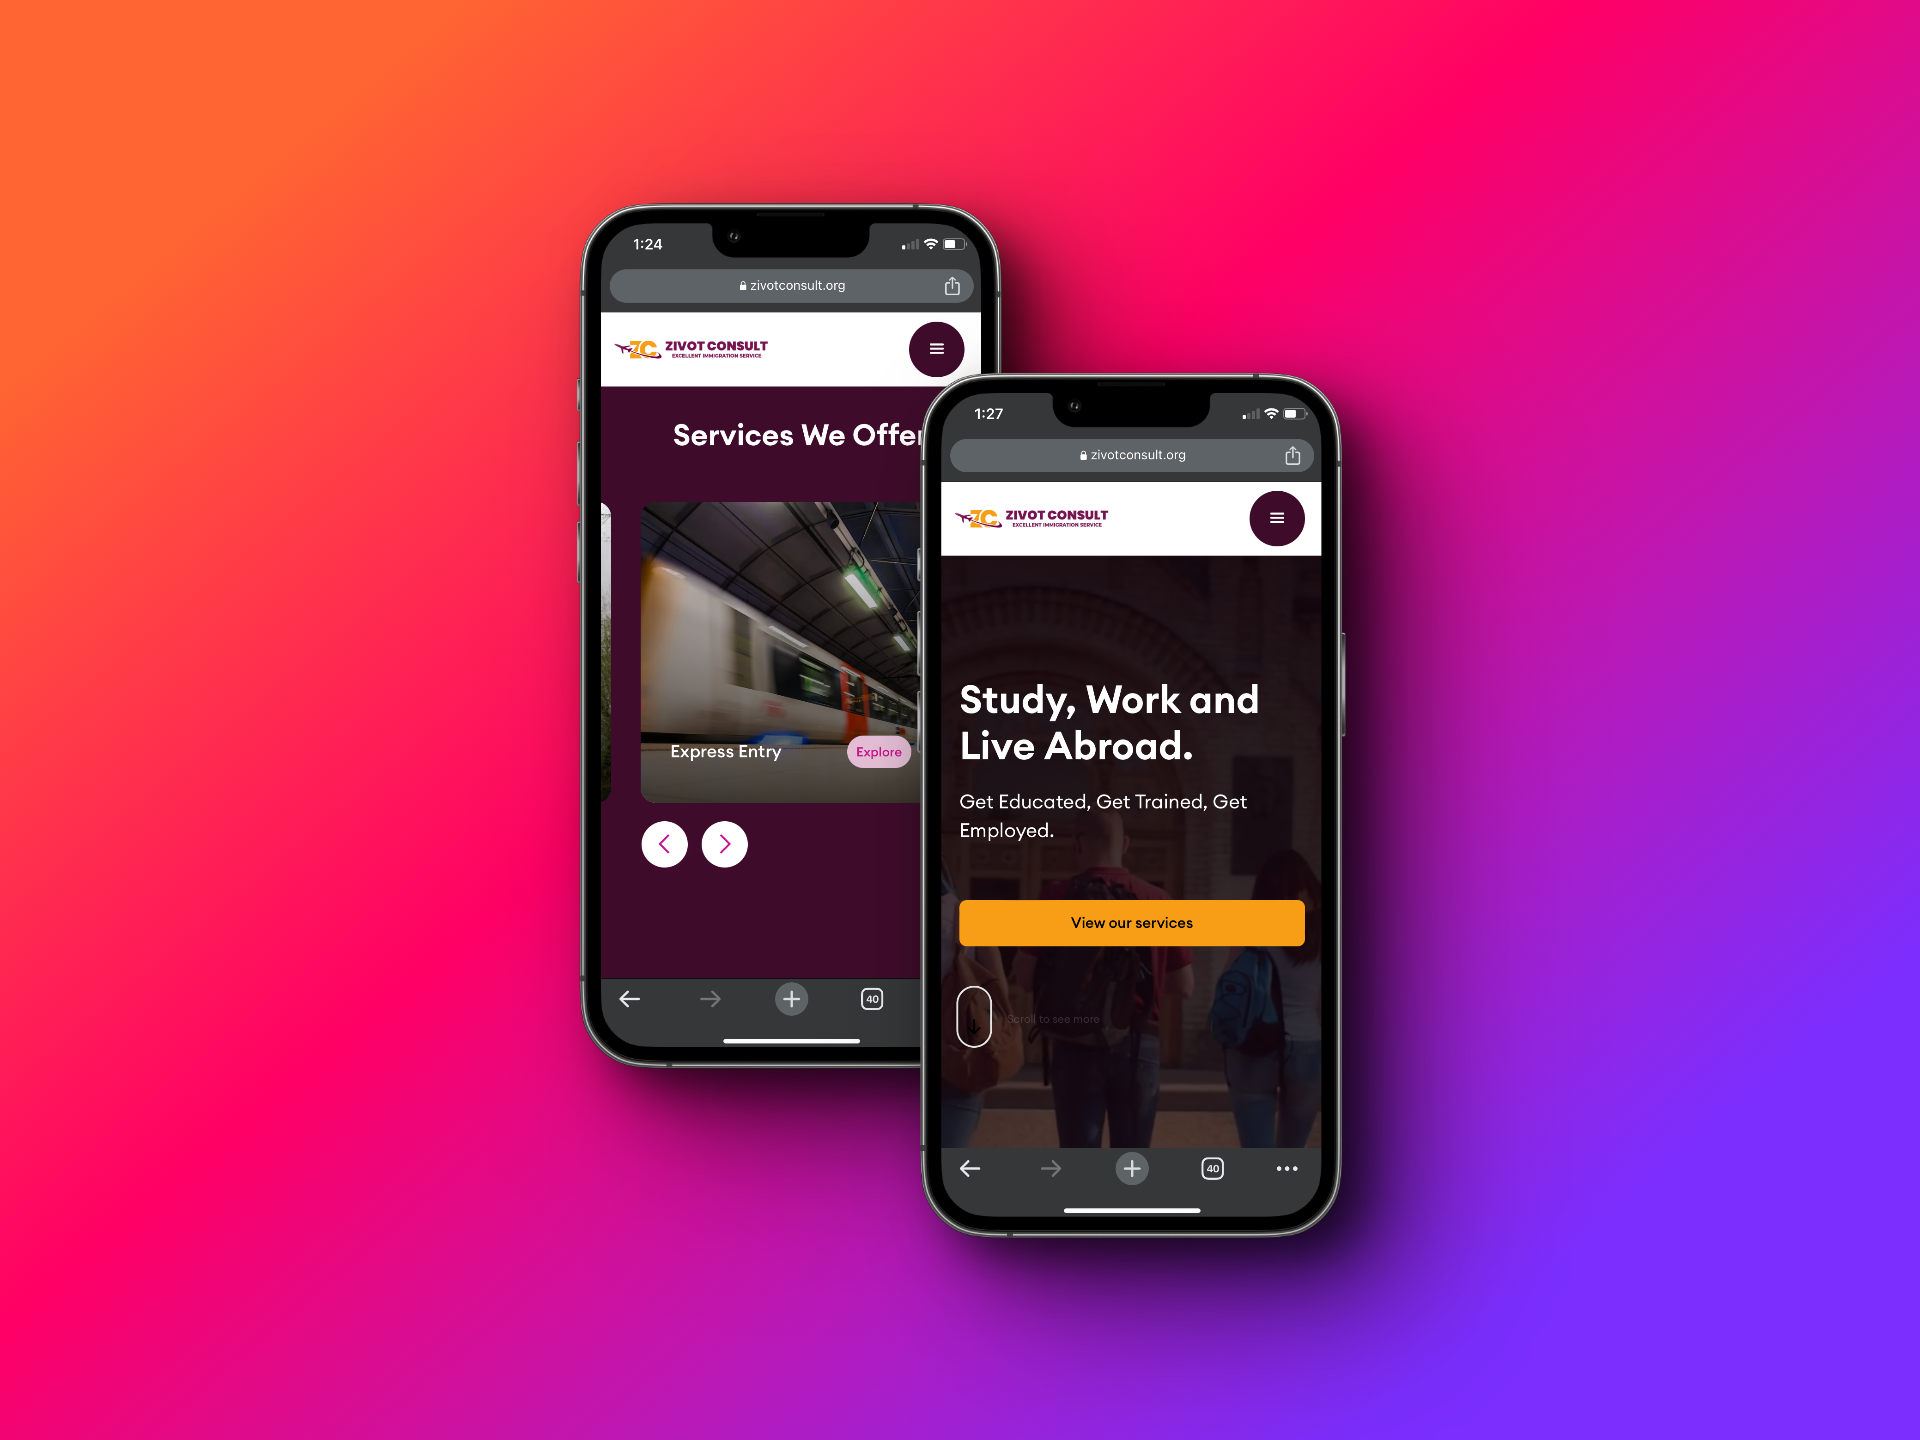 1:24
zivotconsult.org
ZC ZIVOT CONSULT
EXCELLENT IMMIGRATION SERVICE
Services We Offer
Express Entry
Explore
40
1:27
zivotconsult.org
ZC ZIVOT CONSULT
EXCELLENT IMMIGRATION SERVICE
Study, Work and
Live Abroad.
Get Educated, Get Trained, Get
Employed.
View our services
Scroll to see more
40